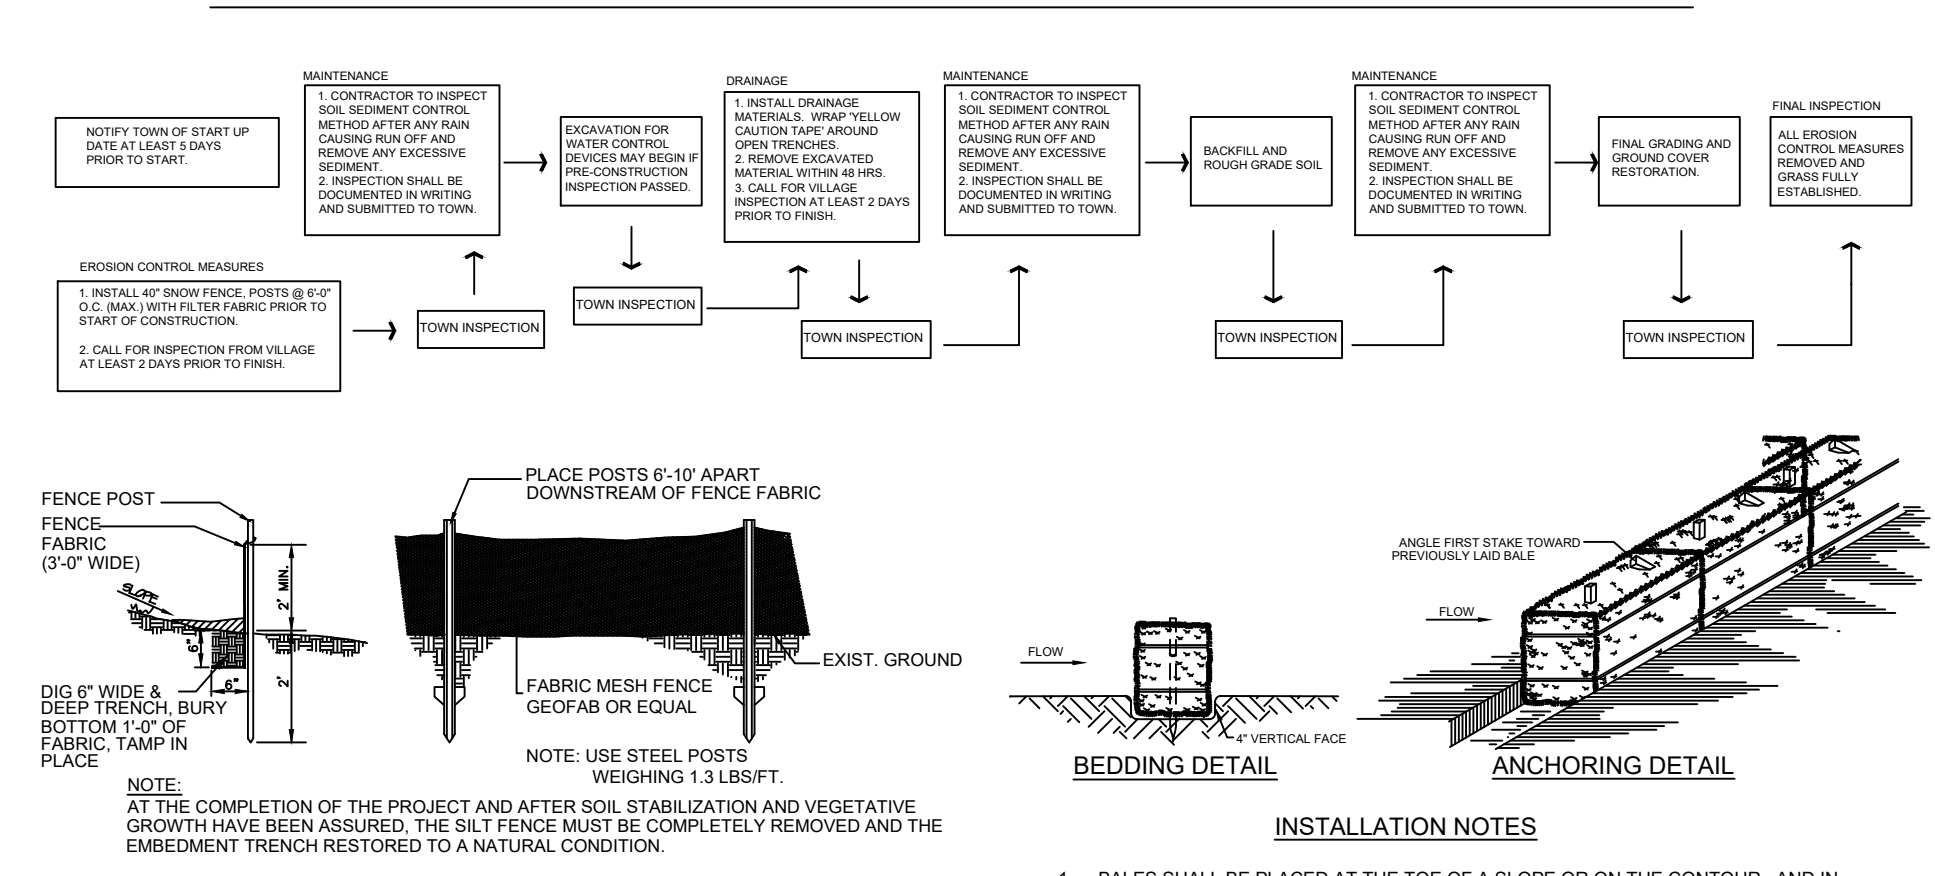 NOTIFY TOWN OF START UP
DATE AT LEAST 5 DAYS
PRIOR TO START.
EROSION CONTROL MEASURES
1. INSTALL 40" SNOW FENCE, POSTS @ 6'-0"
O.C. (MAX.) WITH FILTER FABRIC PRIOR TO
START OF CONSTRUCTION.
2. CALL FOR INSPECTION FROM VILLAGE
AT LEAST 2 DAYS PRIOR TO FINISH.
TOWN INSPECTION
MAINTENANCE
1. CONTRACTOR TO INSPECT
SOIL SEDIMENT CONTROL
METHOD AFTER ANY RAIN
CAUSING RUN OFF AND
REMOVE ANY EXCESSIVE
SEDIMENT.
2. INSPECTION SHALL BE
DOCUMENTED IN WRITING
AND SUBMITTED TO TOWN.
EXCAVATION FOR
WATER CONTROL
DEVICES MAY BEGIN IF
PRE-CONSTRUCTION
INSPECTION PASSED.
TOWN INSPECTION
DRAINAGE
1. INSTALL DRAINAGE
MATERIALS. WRAP 'YELLOW
CAUTION TAPE' AROUND
OPEN TRENCHES.
2. REMOVE EXCAVATED
MATERIAL WITHIN 48 HRS.
3. CALL FOR VILLAGE
INSPECTION AT LEAST 2 DAYS
PRIOR TO FINISH.
TOWN INSPECTION
MAINTENANCE
1. CONTRACTOR TO INSPECT
SOIL SEDIMENT CONTROL
METHOD AFTER ANY RAIN
CAUSING RUN OFF AND
REMOVE ANY EXCESSIVE
SEDIMENT.
2. INSPECTION SHALL BE
DOCUMENTED IN WRITING
AND SUBMITTED TO TOWN.
BACKFILL AND
ROUGH GRADE SOIL
TOWN INSPECTION
MAINTENANCE
1. CONTRACTOR TO INSPECT
SOIL SEDIMENT CONTROL
METHOD AFTER ANY RAIN
CAUSING RUN OFF AND
REMOVE ANY EXCESSIVE
SEDIMENT.
2. INSPECTION SHALL BE
DOCUMENTED IN WRITING
AND SUBMITTED TO TOWN.
FINAL GRADING AND
GROUND COVER
RESTORATION.
TOWN INSPECTION
FINAL INSPECTION
ALL EROSION
CONTROL MEASURES
REMOVED AND
GRASS FULLY
ESTABLISHED.
FENCE POST
FENCE
FABRIC
(3'-0" WIDE)
SLOPE
2' MIN.
6"
6"
2'
DIG 6" WIDE &
DEEP TRENCH, BURY
BOTTOM 1'-0" OF
FABRIC, TAMP IN
PLACE
PLACE POSTS 6'-10' APART
DOWNSTREAM OF FENCE FABRIC
EXIST. GROUND
FABRIC MESH FENCE
GEOFAB OR EQUAL
NOTE: USE STEEL POSTS
WEIGHING 1.3 LBS/FT.
NOTE:
AT THE COMPLETION OF THE PROJECT AND AFTER SOIL STABILIZATION AND VEGETATIVE
GROWTH HAVE BEEN ASSURED, THE SILT FENCE MUST BE COMPLETELY REMOVED AND THE
EMBEDMENT TRENCH RESTORED TO A NATURAL CONDITION.
FLOW
4" VERTICAL FACE
BEDDING DETAIL
ANGLE FIRST STAKE TOWARD
PREVIOUSLY LAID BALE
FLOW
ANCHORING DETAIL
INSTALLATION NOTES
1. BALES SHALL BE PLACED AT THE TOE OF A SLOPE OR ON THE CONTOUR AND IN